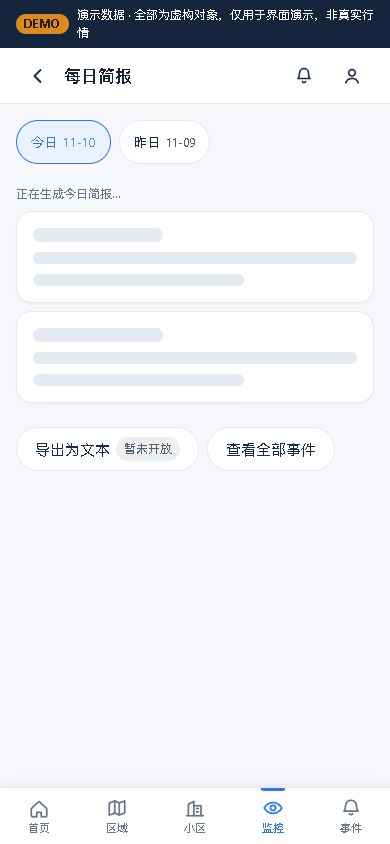 DEMO
演示数据 · 全部为虚构对象，仅用于界面演示，非真实行
情
每日简报
今日 11-10
昨日 11-09
正在生成今日简报...
导出为文本 暂未开放
查看全部事件
首页
区域
小区
监控
事件